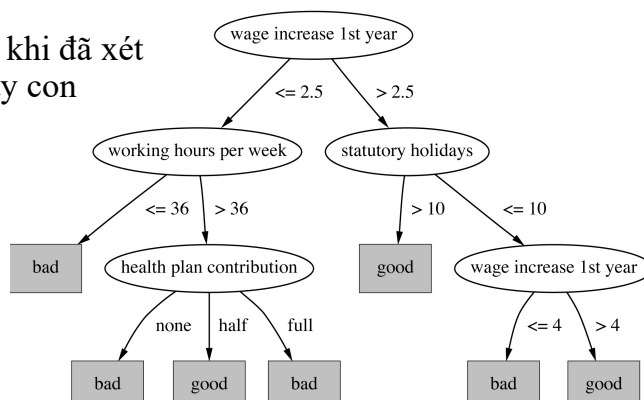 khi đã xét
y con
wage increase 1st year
<= 2.5
> 2.5
working hours per week
statutory holidays
<= 36
> 36
> 10
<= 10
bad
health plan contribution
good
wage increase 1st year
none
half
full
<= 4
> 4
bad
good
bad
bad
good